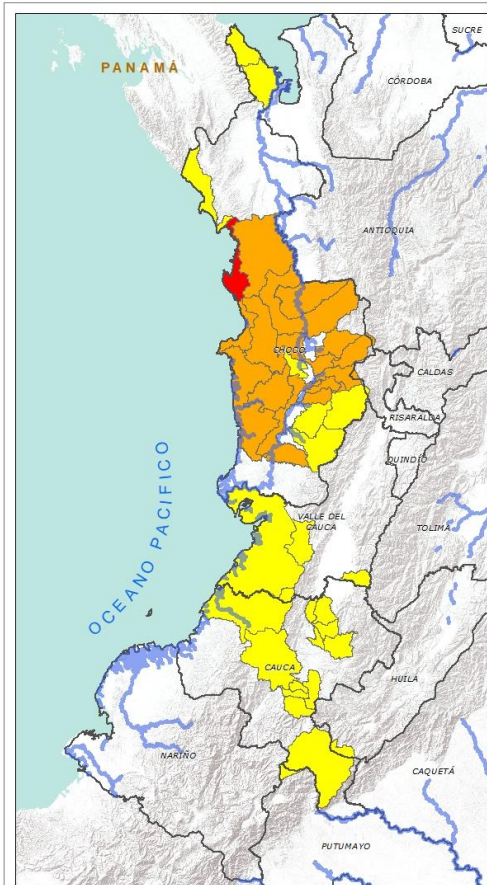 SUCRE
PANAMÁ
CÓRDOBA
ANTIOQUIA
CHOCÓ
CALDAS
RISARALDA
QUINDÍO
VALLE DEL
CAUCA
TOLIMA
OCEANO PACIFICO
CAUCA
HUILA
NARIÑO
CAQUETÁ
PUTUMAYO